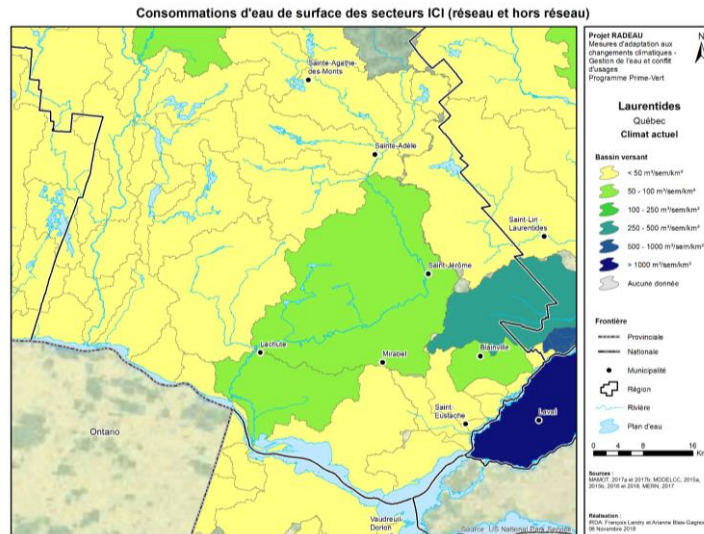 Consommations d'eau de surface des secteurs ICI (réseau et hors réseau)
Sainte-Agathe
-des-Monts
Sainte-Adèle
Saint-Lin -
Laurentides
Saint-Jérôme
Lachute
Mirabel
Blainville
Saint-
Eustache
Laval
Ontario
Vaudreuil-
Dorion
Source: US National Park Service
Projet RADEAU
Mesures d'adaptation aux
changements climatiques -
Gestion de l'eau et conflit
d'usages
Programme Prime-Vert
N
Laurentides
Québec
Climat actuel
Bassin versant
< 50 m³/sem/km²
50 - 100 m³/sem/km²
100 - 250 m³/sem/km²
250 - 500 m³/sem/km²
500 - 1000 m³/sem/km²
> 1000 m³/sem/km²
Aucune donnée
Frontière
Provinciale
Nationale
Municipalité
Région
Rivière
Plan d'eau
0 4 8 16
Km
Sources :
MAMOT, 2017a et 2017b; MDDELCC, 2015a,
2015b, 2016 et 2018; MERN, 2017
Réalisation :
IRDA: François Landry et Arianne Blais-Gagnon
06 Novembre 2018